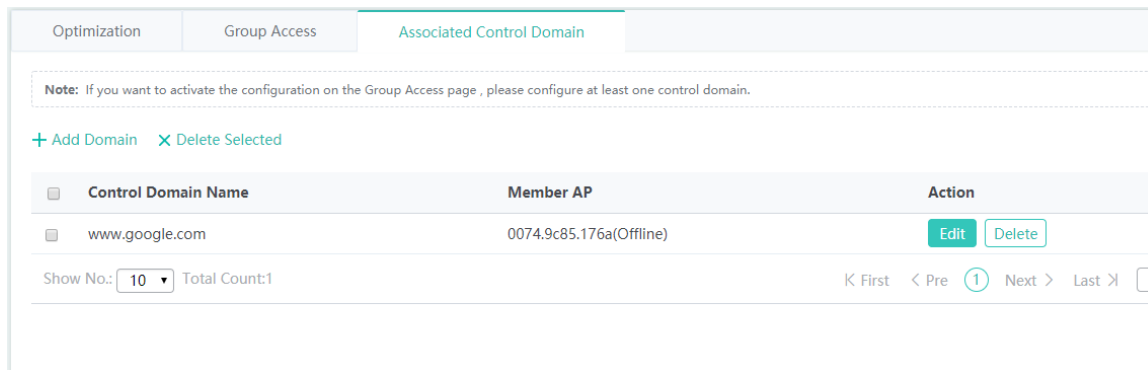 Optimization Group Access Associated Control Domain
Note: If you want to activate the configuration on the Group Access page , please configure at least one control domain.
+ Add Domain × Delete Selected
Control Domain Name Member AP Action
www.google.com 0074.9c85.176a(Offline) Edit Delete
Show No.: 10 Total Count:1 First < Pre 1 Next > Last